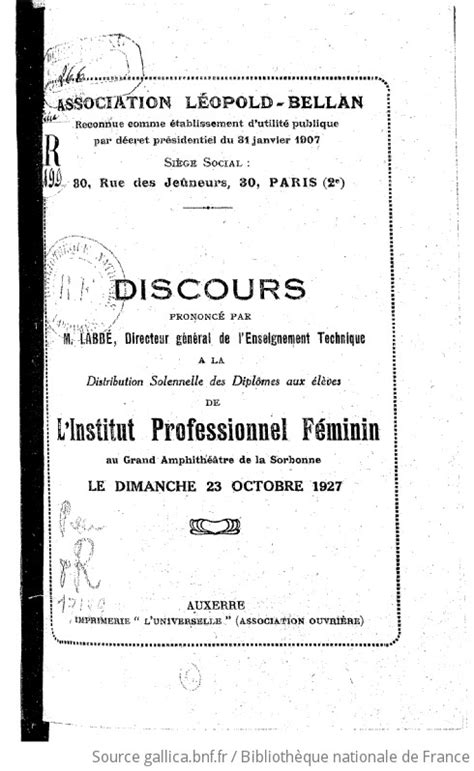 ASSOCIATION LÉOPOLD-BELLAN
Reconnue comme établissement d'utilité publique
par décret présidentiel du 31 janvier 1907
SIÈGE SOCIAL :
30, Rue des Jeûneurs, 30, PARIS (2e)
R
DISCOURS
PRONONCÉ PAR
M. LABBÉ, Directeur général de l'Enseignement Technique
A LA
Distribution Solennelle des Diplômes aux élèves
DE
L'Institut Professionnel Féminin
au Grand Amphithéâtre de la Sorbonne
LE DIMANCHE 23 OCTOBRE 1927
R
AUXERRE
IMPRIMERIE "L'UNIVERSELLE" (ASSOCIATION OUVRIÈRE)
Source gallica.bnf.fr / Bibliothèque nationale de France